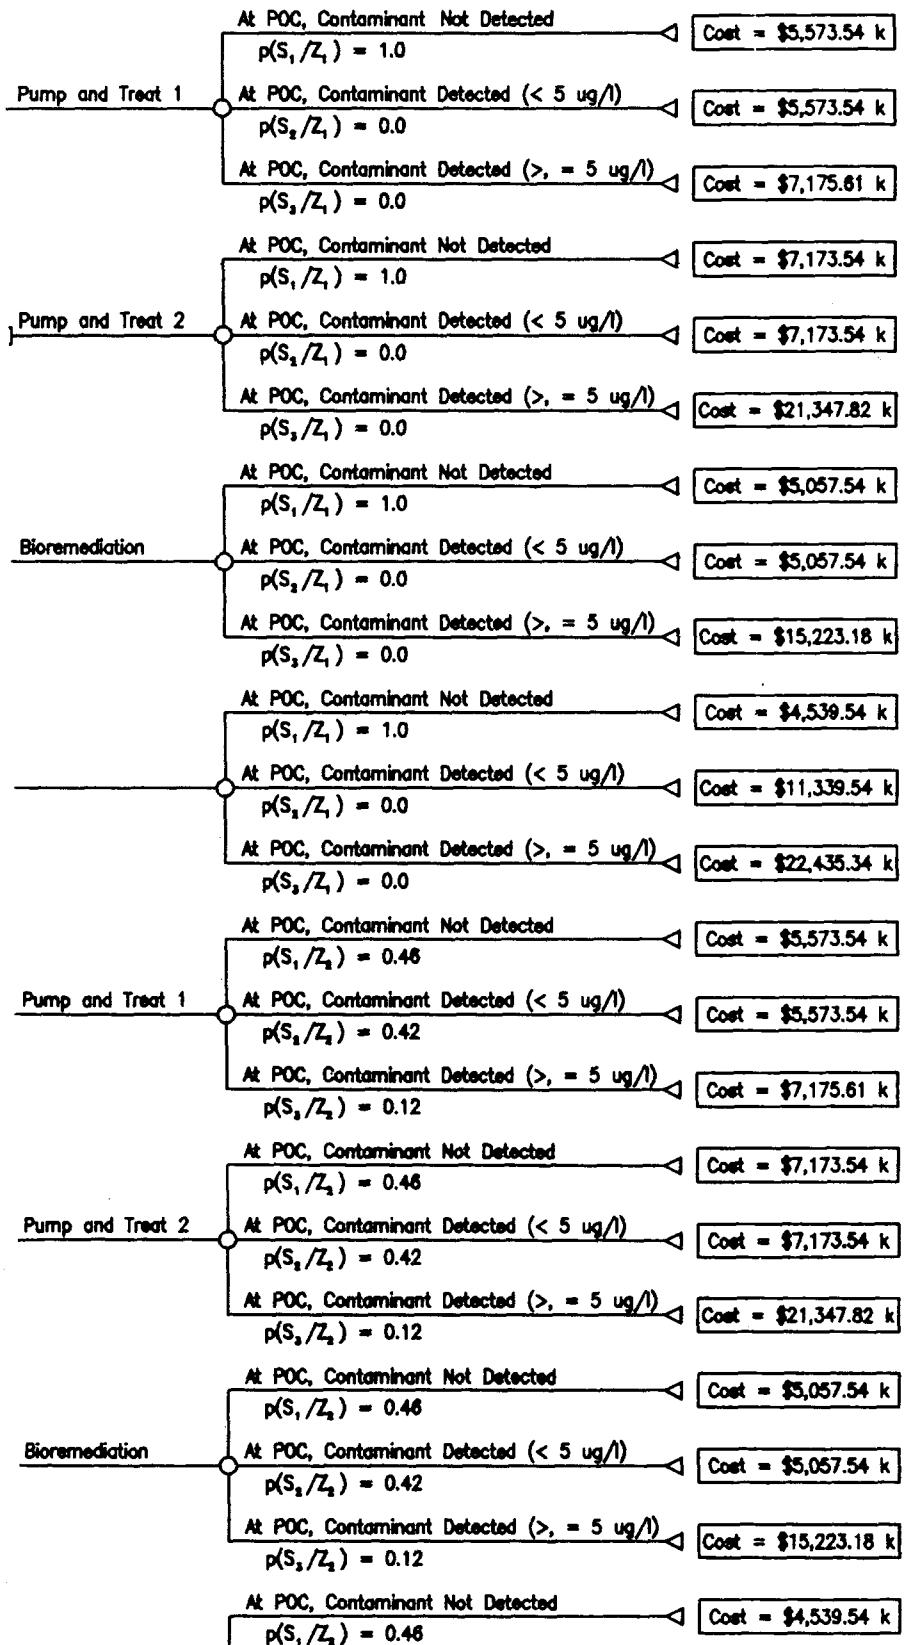 At POC, Contaminant Not Detected
Cost = $5,573.54 k
p(S₁/Z₁) = 1.0
Pump and Treat 1
At POC, Contaminant Detected (< 5 ug/l)
Cost = $5,573.54 k
p(S₂/Z₁) = 0.0
At POC, Contaminant Detected (>, = 5 ug/l)
Cost = $7,175.61 k
p(S₃/Z₁) = 0.0
At POC, Contaminant Not Detected
Cost = $7,173.54 k
p(S₁/Z₁) = 1.0
Pump and Treat 2
At POC, Contaminant Detected (< 5 ug/l)
Cost = $7,173.54 k
p(S₂/Z₁) = 0.0
At POC, Contaminant Detected (>, = 5 ug/l)
Cost = $21,347.82 k
p(S₃/Z₁) = 0.0
At POC, Contaminant Not Detected
Cost = $5,057.54 k
p(S₁/Z₁) = 1.0
Bioremediation
At POC, Contaminant Detected (< 5 ug/l)
Cost = $5,057.54 k
p(S₂/Z₁) = 0.0
At POC, Contaminant Detected (>, = 5 ug/l)
Cost = $15,223.18 k
p(S₃/Z₁) = 0.0
At POC, Contaminant Not Detected
Cost = $4,539.54 k
p(S₁/Z₁) = 1.0
At POC, Contaminant Detected (< 5 ug/l)
Cost = $11,339.54 k
p(S₂/Z₁) = 0.0
At POC, Contaminant Detected (>, = 5 ug/l)
Cost = $22,435.34 k
p(S₃/Z₁) = 0.0
At POC, Contaminant Not Detected
Cost = $5,573.54 k
p(S₁/Z₂) = 0.46
Pump and Treat 1
At POC, Contaminant Detected (< 5 ug/l)
Cost = $5,573.54 k
p(S₂/Z₂) = 0.42
At POC, Contaminant Detected (>, = 5 ug/l)
Cost = $7,175.61 k
p(S₃/Z₂) = 0.12
At POC, Contaminant Not Detected
Cost = $7,173.54 k
p(S₁/Z₂) = 0.46
Pump and Treat 2
At POC, Contaminant Detected (< 5 ug/l)
Cost = $7,173.54 k
p(S₂/Z₂) = 0.42
At POC, Contaminant Detected (>, = 5 ug/l)
Cost = $21,347.82 k
p(S₃/Z₂) = 0.12
At POC, Contaminant Not Detected
Cost = $5,057.54 k
p(S₁/Z₂) = 0.46
Bioremediation
At POC, Contaminant Detected (< 5 ug/l)
Cost = $5,057.54 k
p(S₂/Z₂) = 0.42
At POC, Contaminant Detected (>, = 5 ug/l)
Cost = $15,223.18 k
p(S₃/Z₂) = 0.12
At POC, Contaminant Not Detected
Cost = $4,539.54 k
p(S₁/Z₂) = 0.46